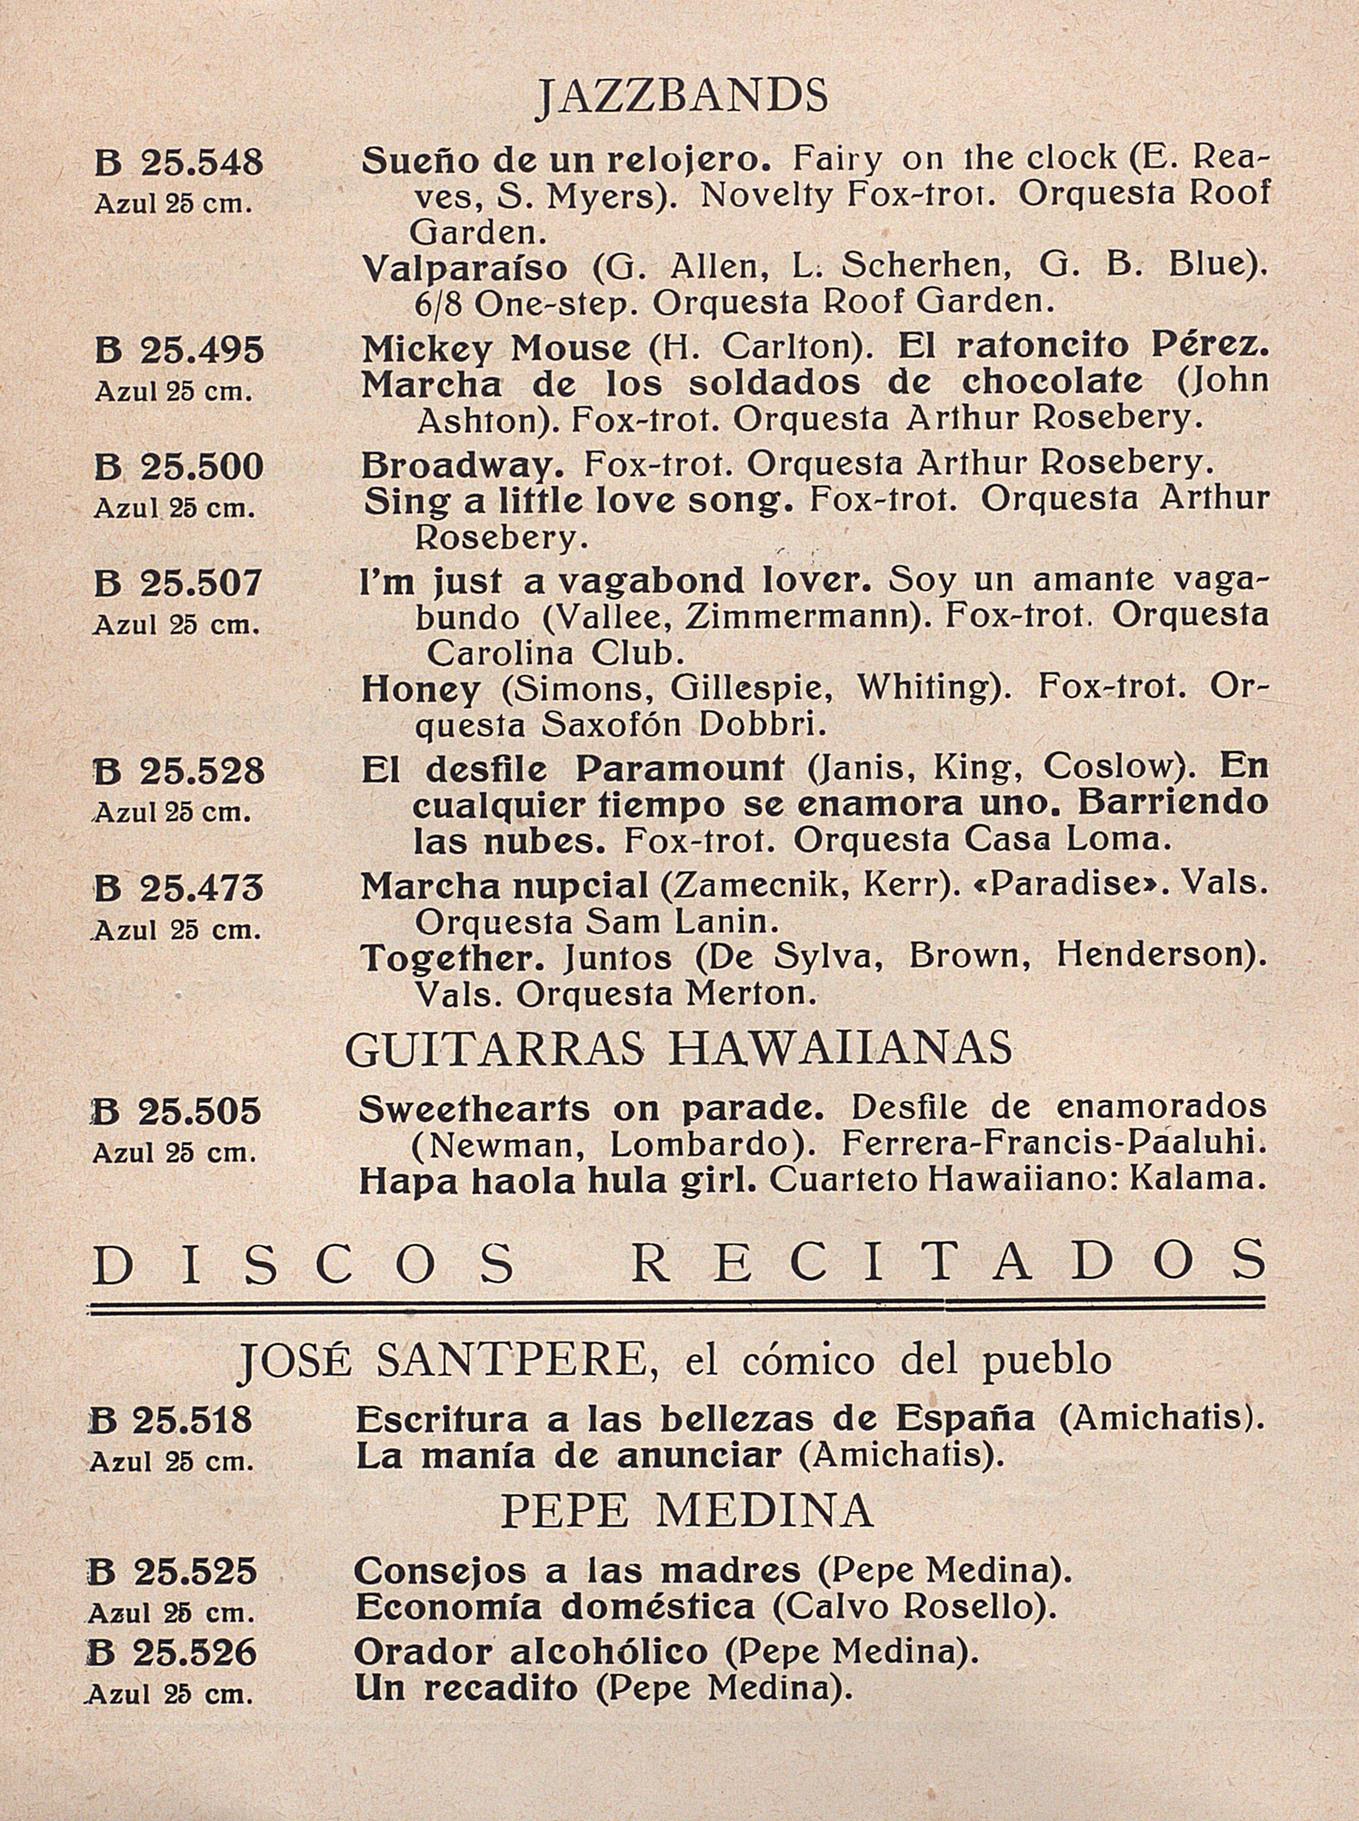 JAZZBANDS
B 25.548 Sueño de un relojero. Fairy on the clock (E. Rea-
Azul 25 cm. ves, S. Myers). Novelty Fox-trot. Orquesta Roof
Garden.
Valparaíso (G. Allen, L. Scherhen, G. B. Blue).
6/8 One-step. Orquesta Roof Garden.
B 25.495 Mickey Mouse (H. Carlton). El ratoncito Pérez.
Azul 25 cm. Marcha de los soldados de chocolate (John
Ashton). Fox-trot. Orquesta Arthur Rosebery.
B 25.500 Broadway. Fox-trot. Orquesta Arthur Rosebery.
Azul 25 cm. Sing a little love song. Fox-trot. Orquesta Arthur
Rosebery.
B 25.507 I'm just a vagabond lover. Soy un amante vaga-
Azul 25 cm. bundo (Vallee, Zimmermann). Fox-trot. Orquesta
Carolina Club.
Honey (Simons, Gillespie, Whiting). Fox-trot. Or-
questa Saxofón Dobbri.
B 25.528 El desfile Paramount (Janis, King, Coslow). En
Azul 25 cm. cualquier tiempo se enamora uno. Barriendo
las nubes. Fox-trot. Orquesta Casa Loma.
B 25.473 Marcha nupcial (Zamecnik, Kerr). «Paradise». Vals.
Azul 25 cm. Orquesta Sam Lanin.
Together. Juntos (De Sylva, Brown, Henderson).
Vals. Orquesta Merton.
GUITARRAS HAWAIIANAS
B 25.505 Sweethearts on parade. Desfile de enamorados
Azul 25 cm. (Newman, Lombardo). Ferrera-Francis-Paaluhi.
Hapa haola hula girl. Cuarteto Hawaiiano: Kalama.
DISCOS RECITADOS
JOSÉ SANTPERE, el cómico del pueblo
B 25.518 Escritura a las bellezas de España (Amichatis).
Azul 25 cm. La manía de anunciar (Amichatis).
PEPE MEDINA
B 25.525 Consejos a las madres (Pepe Medina).
Azul 25 cm. Economía doméstica (Calvo Rosello).
B 25.526 Orador alcohólico (Pepe Medina).
Azul 25 cm. Un recadito (Pepe Medina).